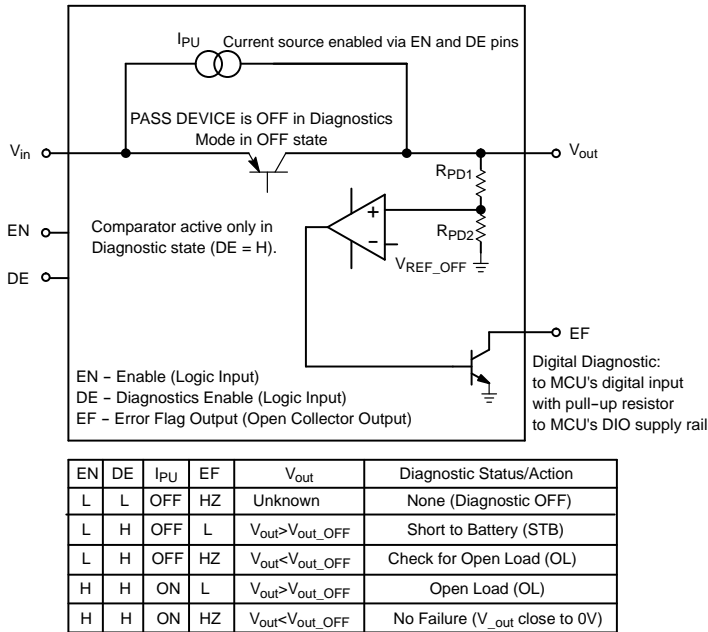 IPU Current source enabled via EN and DE pins
PASS DEVICE is OFF in Diagnostics
Mode in OFF state
Vin
Vout
RPD1
EN
Comparator active only in
Diagnostic state (DE = H).
+
−
RPD2
VREF_OFF
DE
EF
EN − Enable (Logic Input)
DE − Diagnostics Enable (Logic Input)
EF − Error Flag Output (Open Collector Output)
Digital Diagnostic:
to MCU's digital input
with pull−up resistor
to MCU's DIO supply rail
EN DE IPU EF Vout Diagnostic Status/Action
L L OFF HZ Unknown None (Diagnostic OFF)
L H OFF L Vout>Vout_OFF Short to Battery (STB)
L H OFF HZ Vout<Vout_OFF Check for Open Load (OL)
H H ON L Vout>Vout_OFF Open Load (OL)
H H ON HZ Vout<Vout_OFF No Failure (V_out close to 0V)